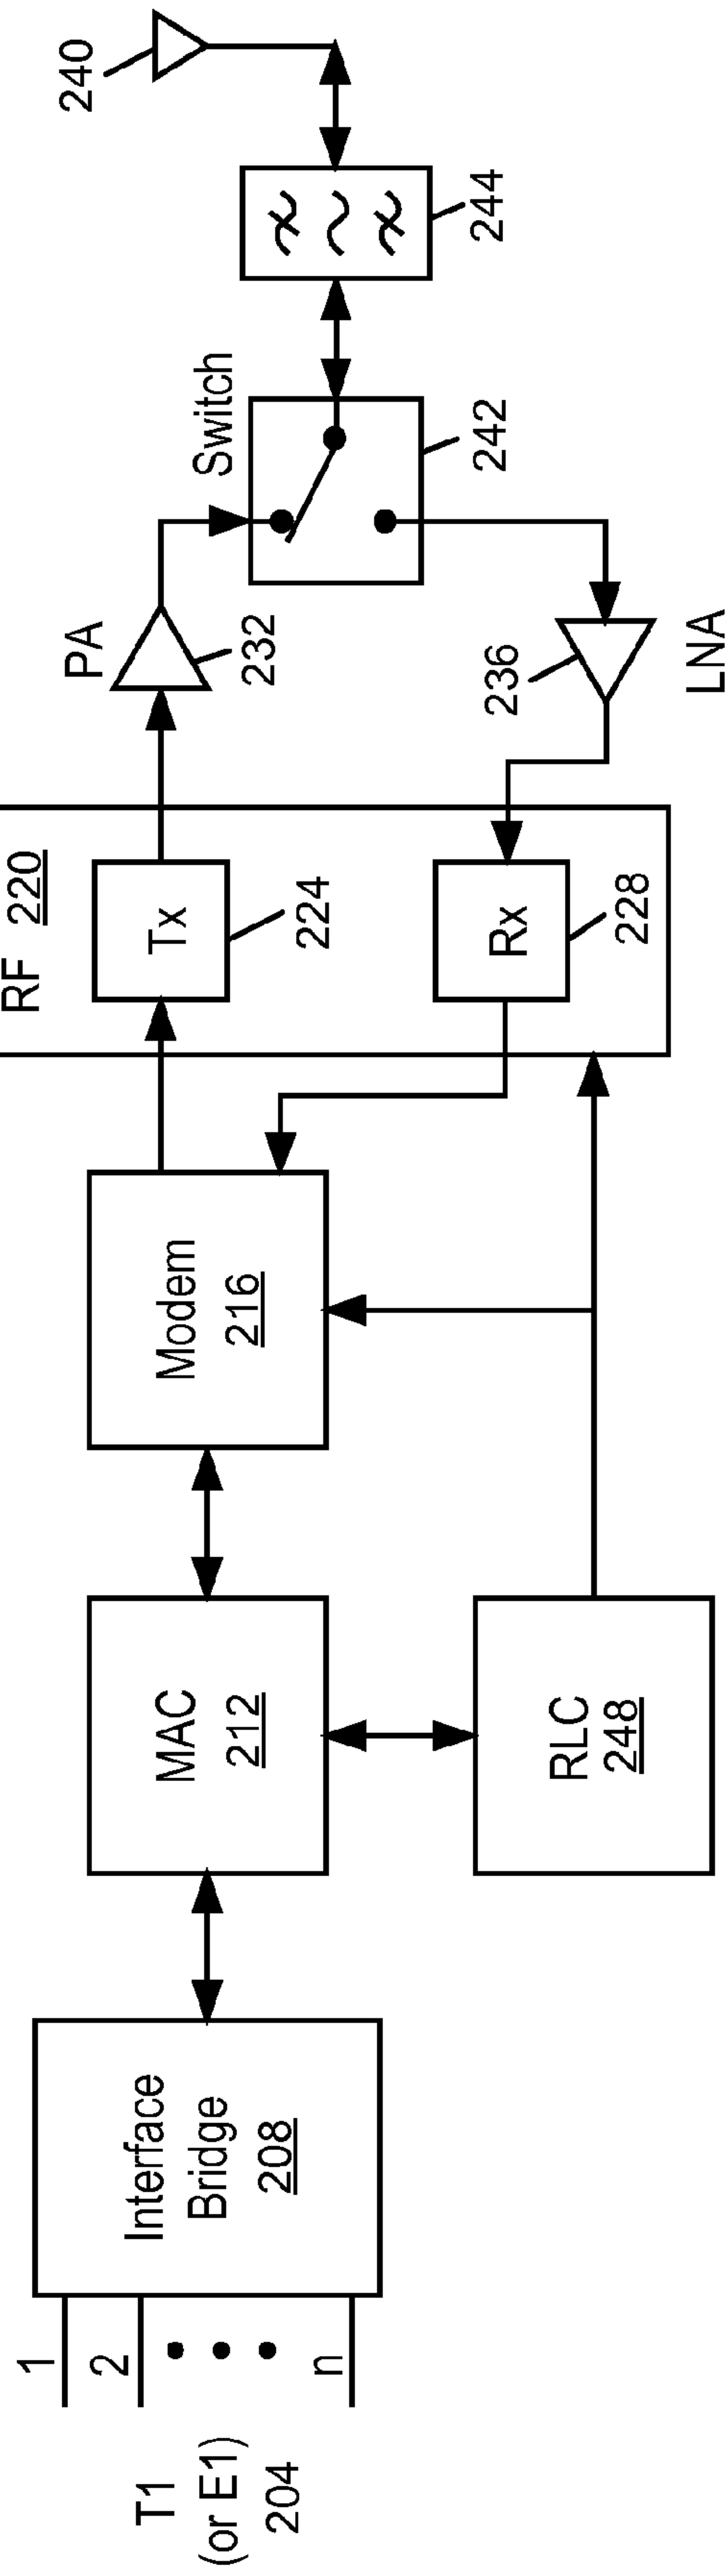 T1
(or E1)
204
1
2
n
Interface
Bridge
208
MAC
212
RLC
248
Modem
216
RF 220
Tx
224
Rx
228
PA
232
236
LNA
Switch
242
244
240